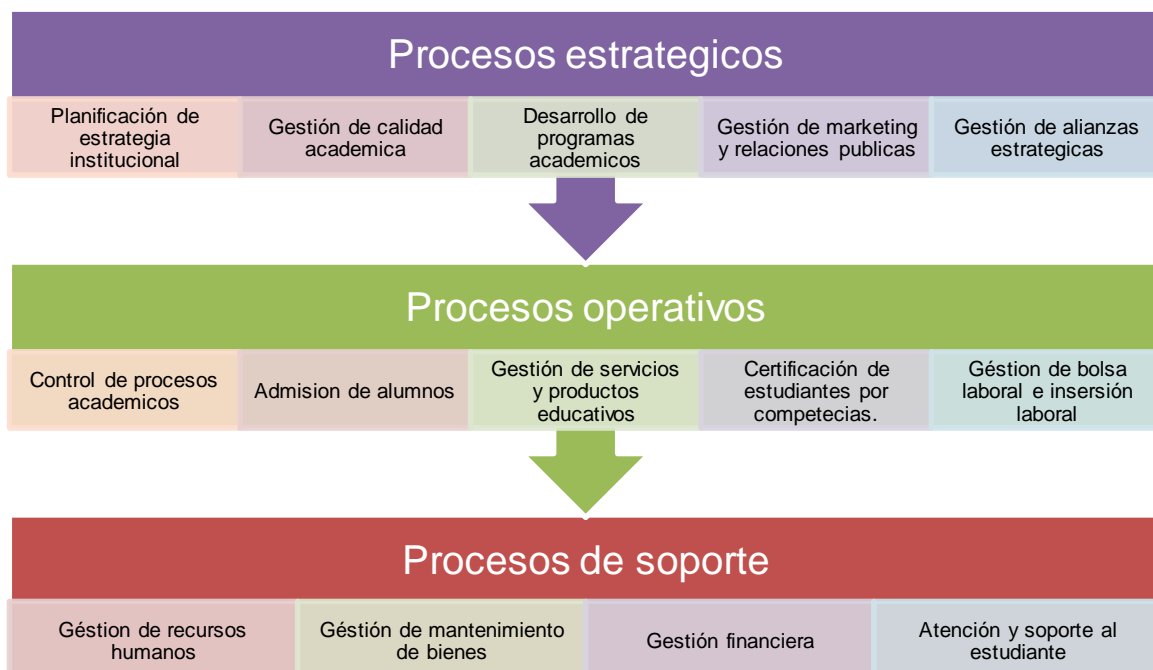 Procesos estrategicos
Planificación de
estrategia
institucional
Gestión de calidad
academica
Desarrollo de
programas
academicos
Gestión de marketing
y relaciones publicas
Gestión de alianzas
estrategicas
Procesos operativos
Control de procesos
academicos
Admision de alumnos
Gestión de servicios
y productos
educativos
Certificación de
estudiantes por
competecias.
Géstion de bolsa
laboral e insersión
laboral
Procesos de soporte
Géstion de recursos
humanos
Géstión de mantenimiento
de bienes
Gestión financiera
Atención y soporte al
estudiante